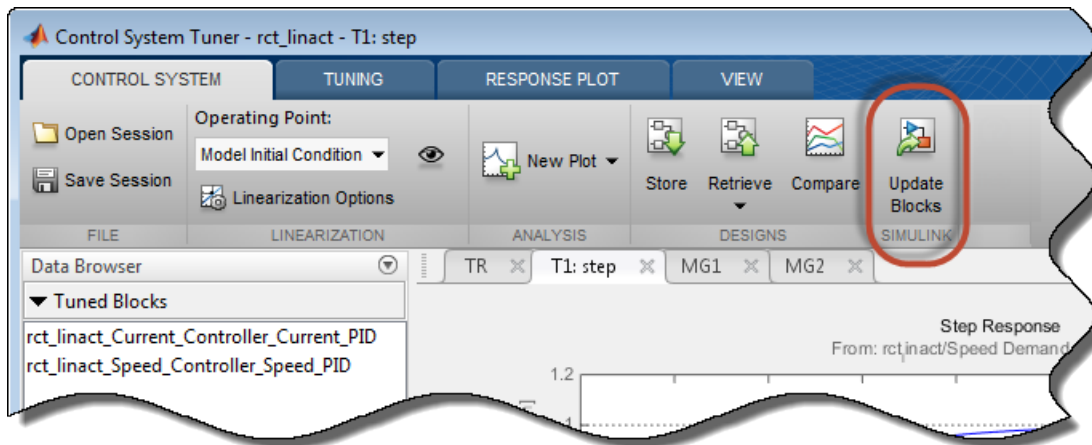 Control System Tuner - rct_linact - T1: step
CONTROL SYSTEM TUNING RESPONSE PLOT VIEW
Open Session
Save Session
FILE
Operating Point:
Model Initial Condition
Linearization Options
LINEARIZATION
New Plot
ANALYSIS
Store Retrieve Compare
DESIGNS
Update
Blocks
SIMULINK
Data Browser
Tuned Blocks
rct_linact_Current_Controller_Current_PID
rct_linact_Speed_Controller_Speed_PID
TR T1: step MG1 MG2
Step Response
From: rct_linact/Speed Demand
1.2
1